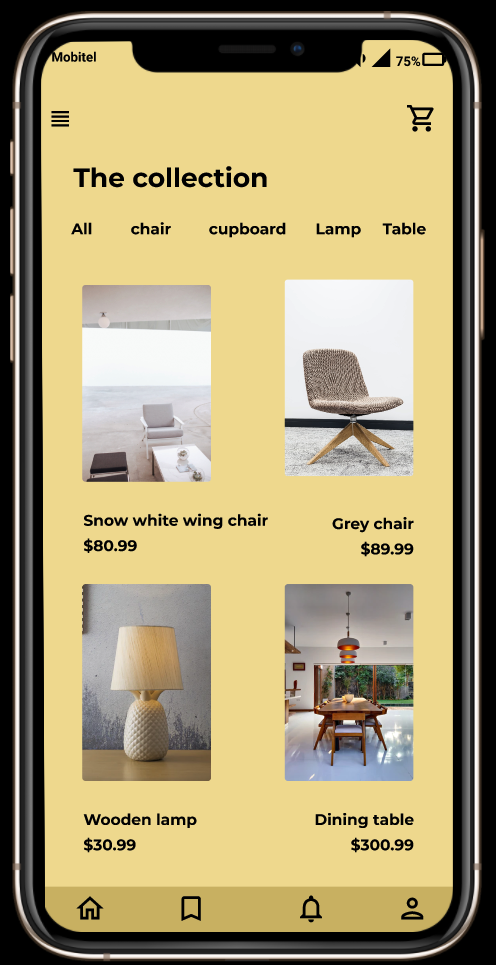 Mobitel
75%
The collection
All chair cupboard Lamp Table
Snow white wing chair
$80.99
Grey chair
$89.99
Wooden lamp
$30.99
Dining table
$300.99